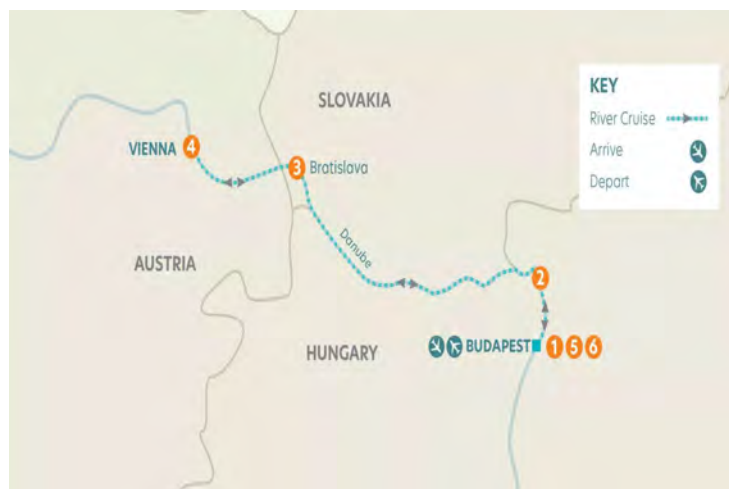 KEY
River Cruise
Arrive
Depart
SLOVAKIA
VIENNA 4
3 Bratislava
Danube
AUSTRIA
2
HUNGARY
BUDAPEST 1 5 6